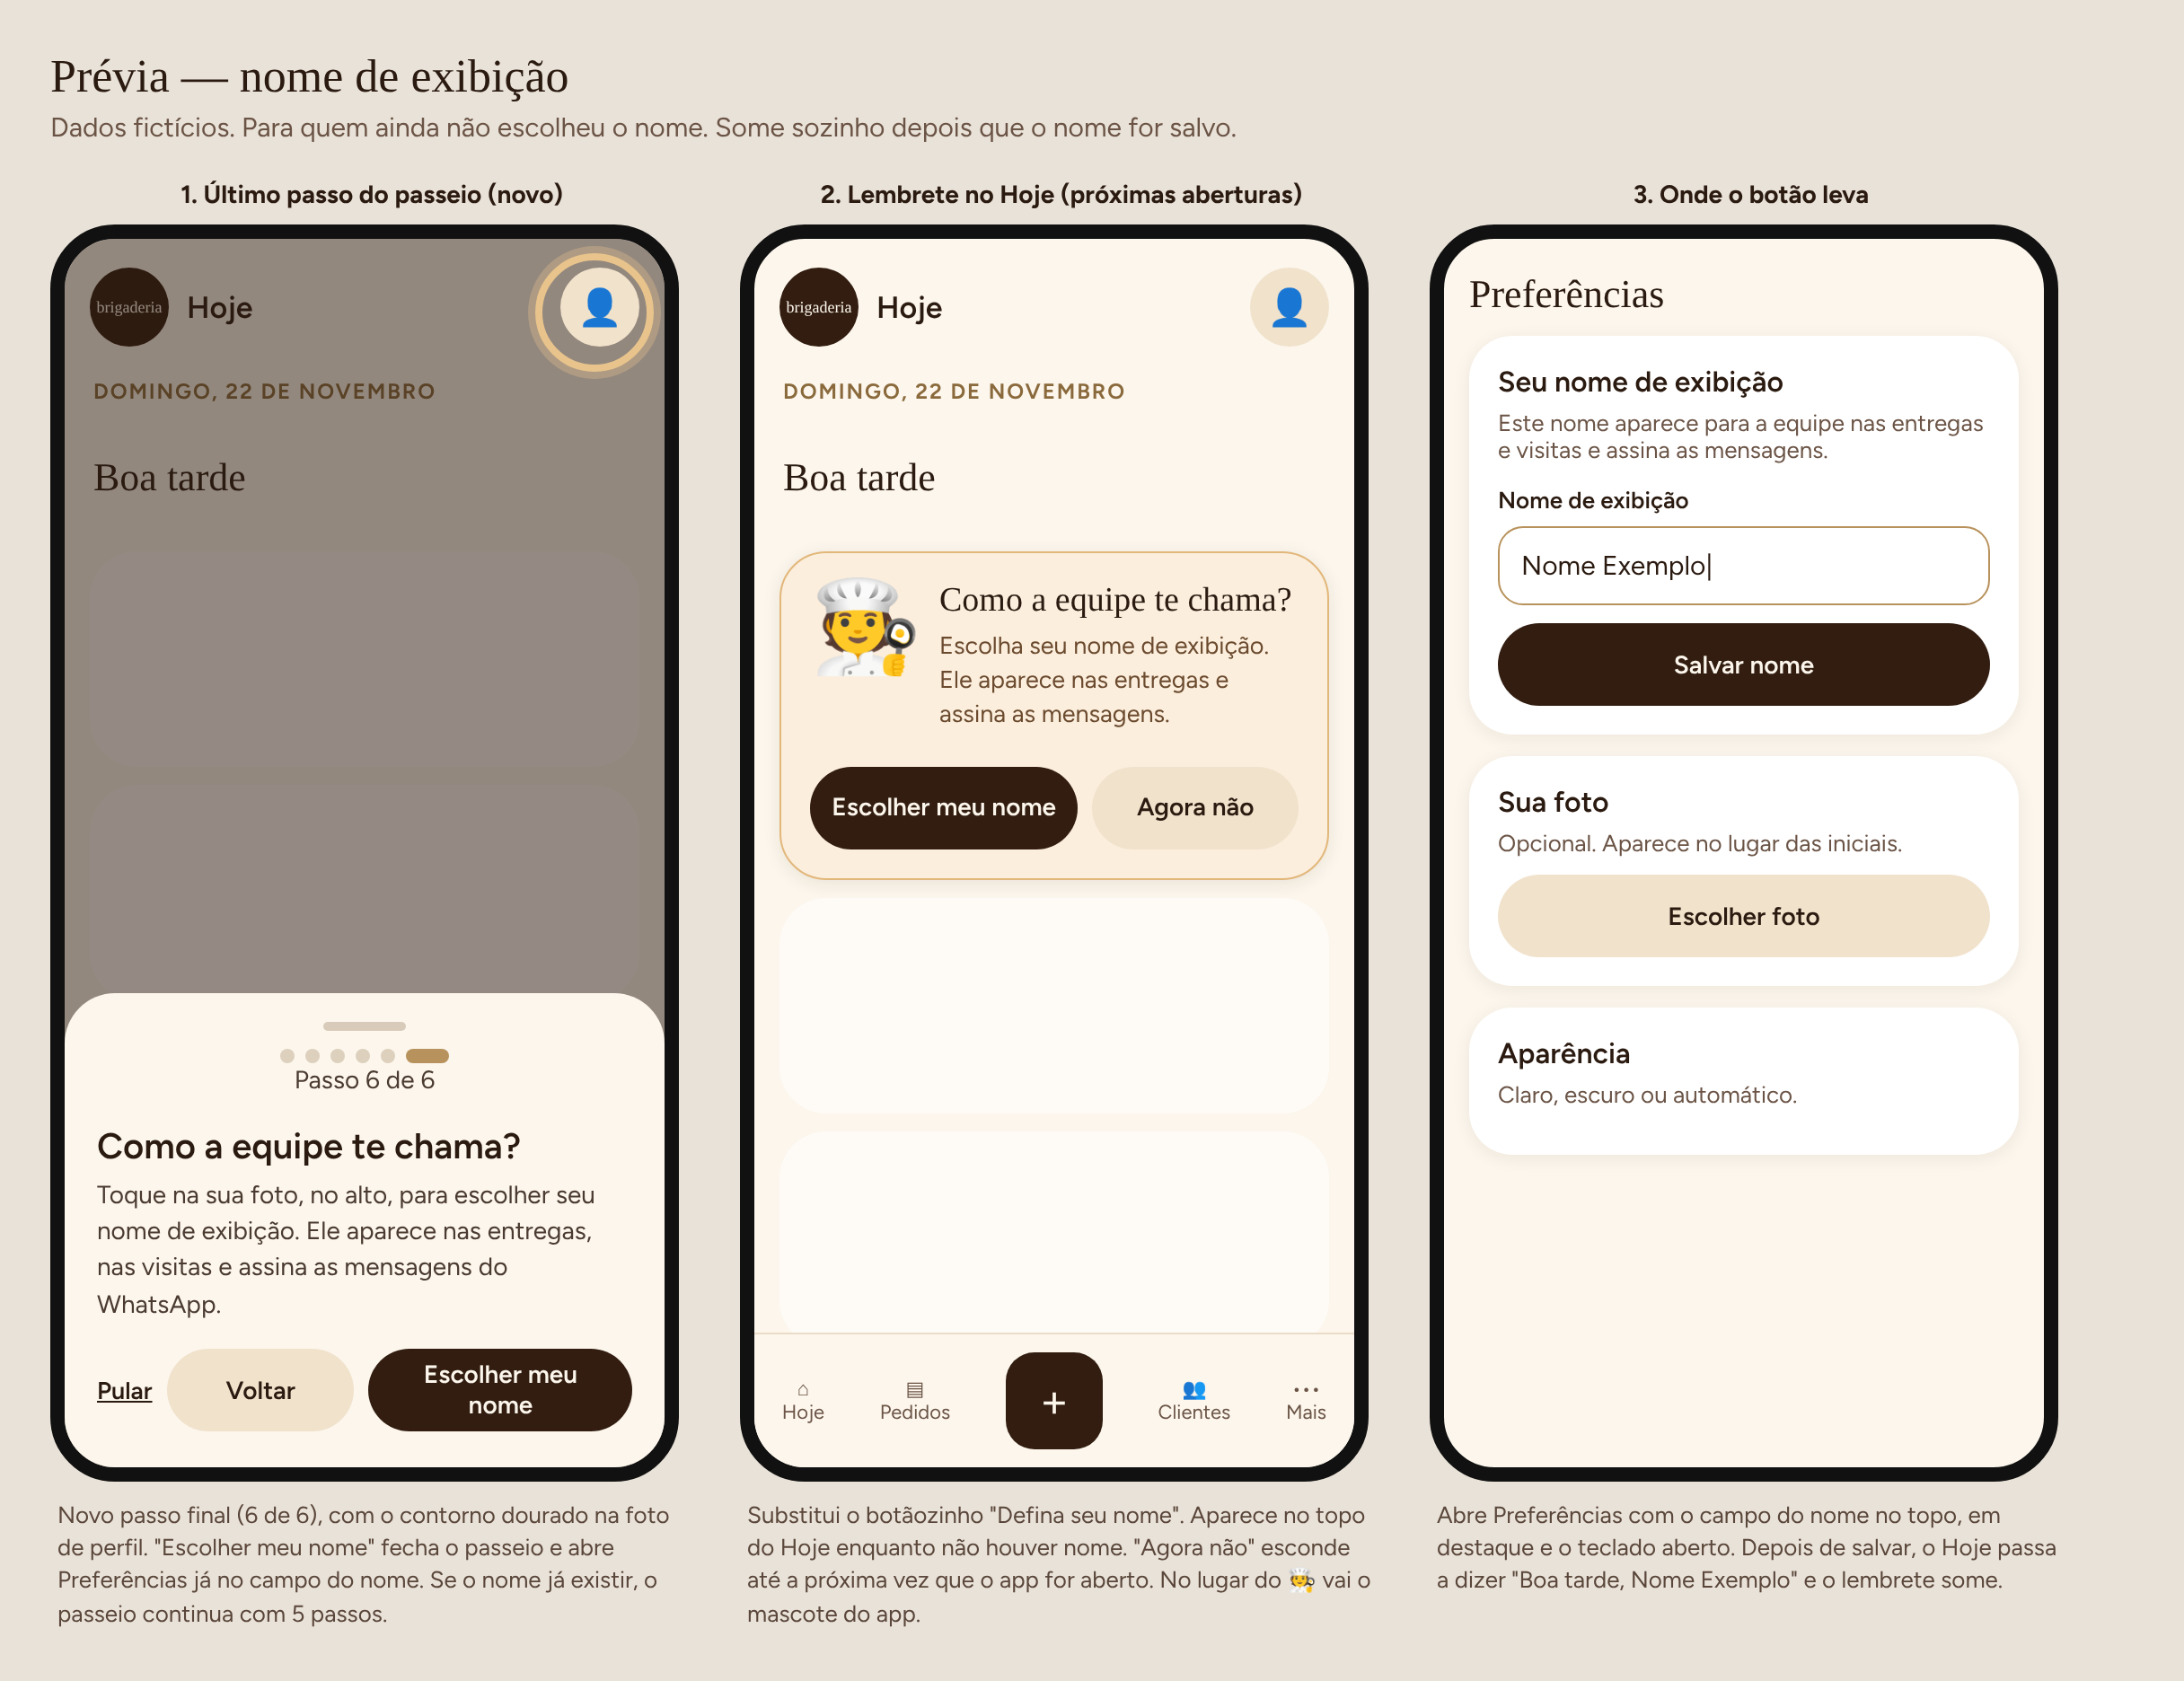 Prévia — nome de exibição
Dados fictícios. Para quem ainda não escolheu o nome. Some sozinho depois que o nome for salvo.
1. Último passo do passeio (novo)
brigaderia
Hoje
DOMINGO, 22 DE NOVEMBRO
Boa tarde
Passo 6 de 6
Como a equipe te chama?
Toque na sua foto, no alto, para escolher seu
nome de exibição. Ele aparece nas entregas,
nas visitas e assina as mensagens do
WhatsApp.
Pular
Voltar
Escolher meu
nome
Novo passo final (6 de 6), com o contorno dourado na foto
de perfil. "Escolher meu nome" fecha o passeio e abre
Preferências já no campo do nome. Se o nome já existir, o
passeio continua com 5 passos.
2. Lembrete no Hoje (próximas aberturas)
brigaderia
Hoje
DOMINGO, 22 DE NOVEMBRO
Boa tarde
Como a equipe te chama?
Escolha seu nome de exibição.
Ele aparece nas entregas e
assina as mensagens.
Escolher meu nome
Agora não
Hoje
Pedidos
+
Clientes
Mais
Substitui o botãozinho "Defina seu nome". Aparece no topo
do Hoje enquanto não houver nome. "Agora não" esconde
até a próxima vez que o app for aberto. No lugar do 🧑‍🍳 vai o
mascote do app.
3. Onde o botão leva
Preferências
Seu nome de exibição
Este nome aparece para a equipe nas entregas
e visitas e assina as mensagens.
Nome de exibição
Nome Exemplo
Salvar nome
Sua foto
Opcional. Aparece no lugar das iniciais.
Escolher foto
Aparência
Claro, escuro ou automático.
Abre Preferências com o campo do nome no topo, em
destaque e o teclado aberto. Depois de salvar, o Hoje passa
a dizer "Boa tarde, Nome Exemplo" e o lembrete some.